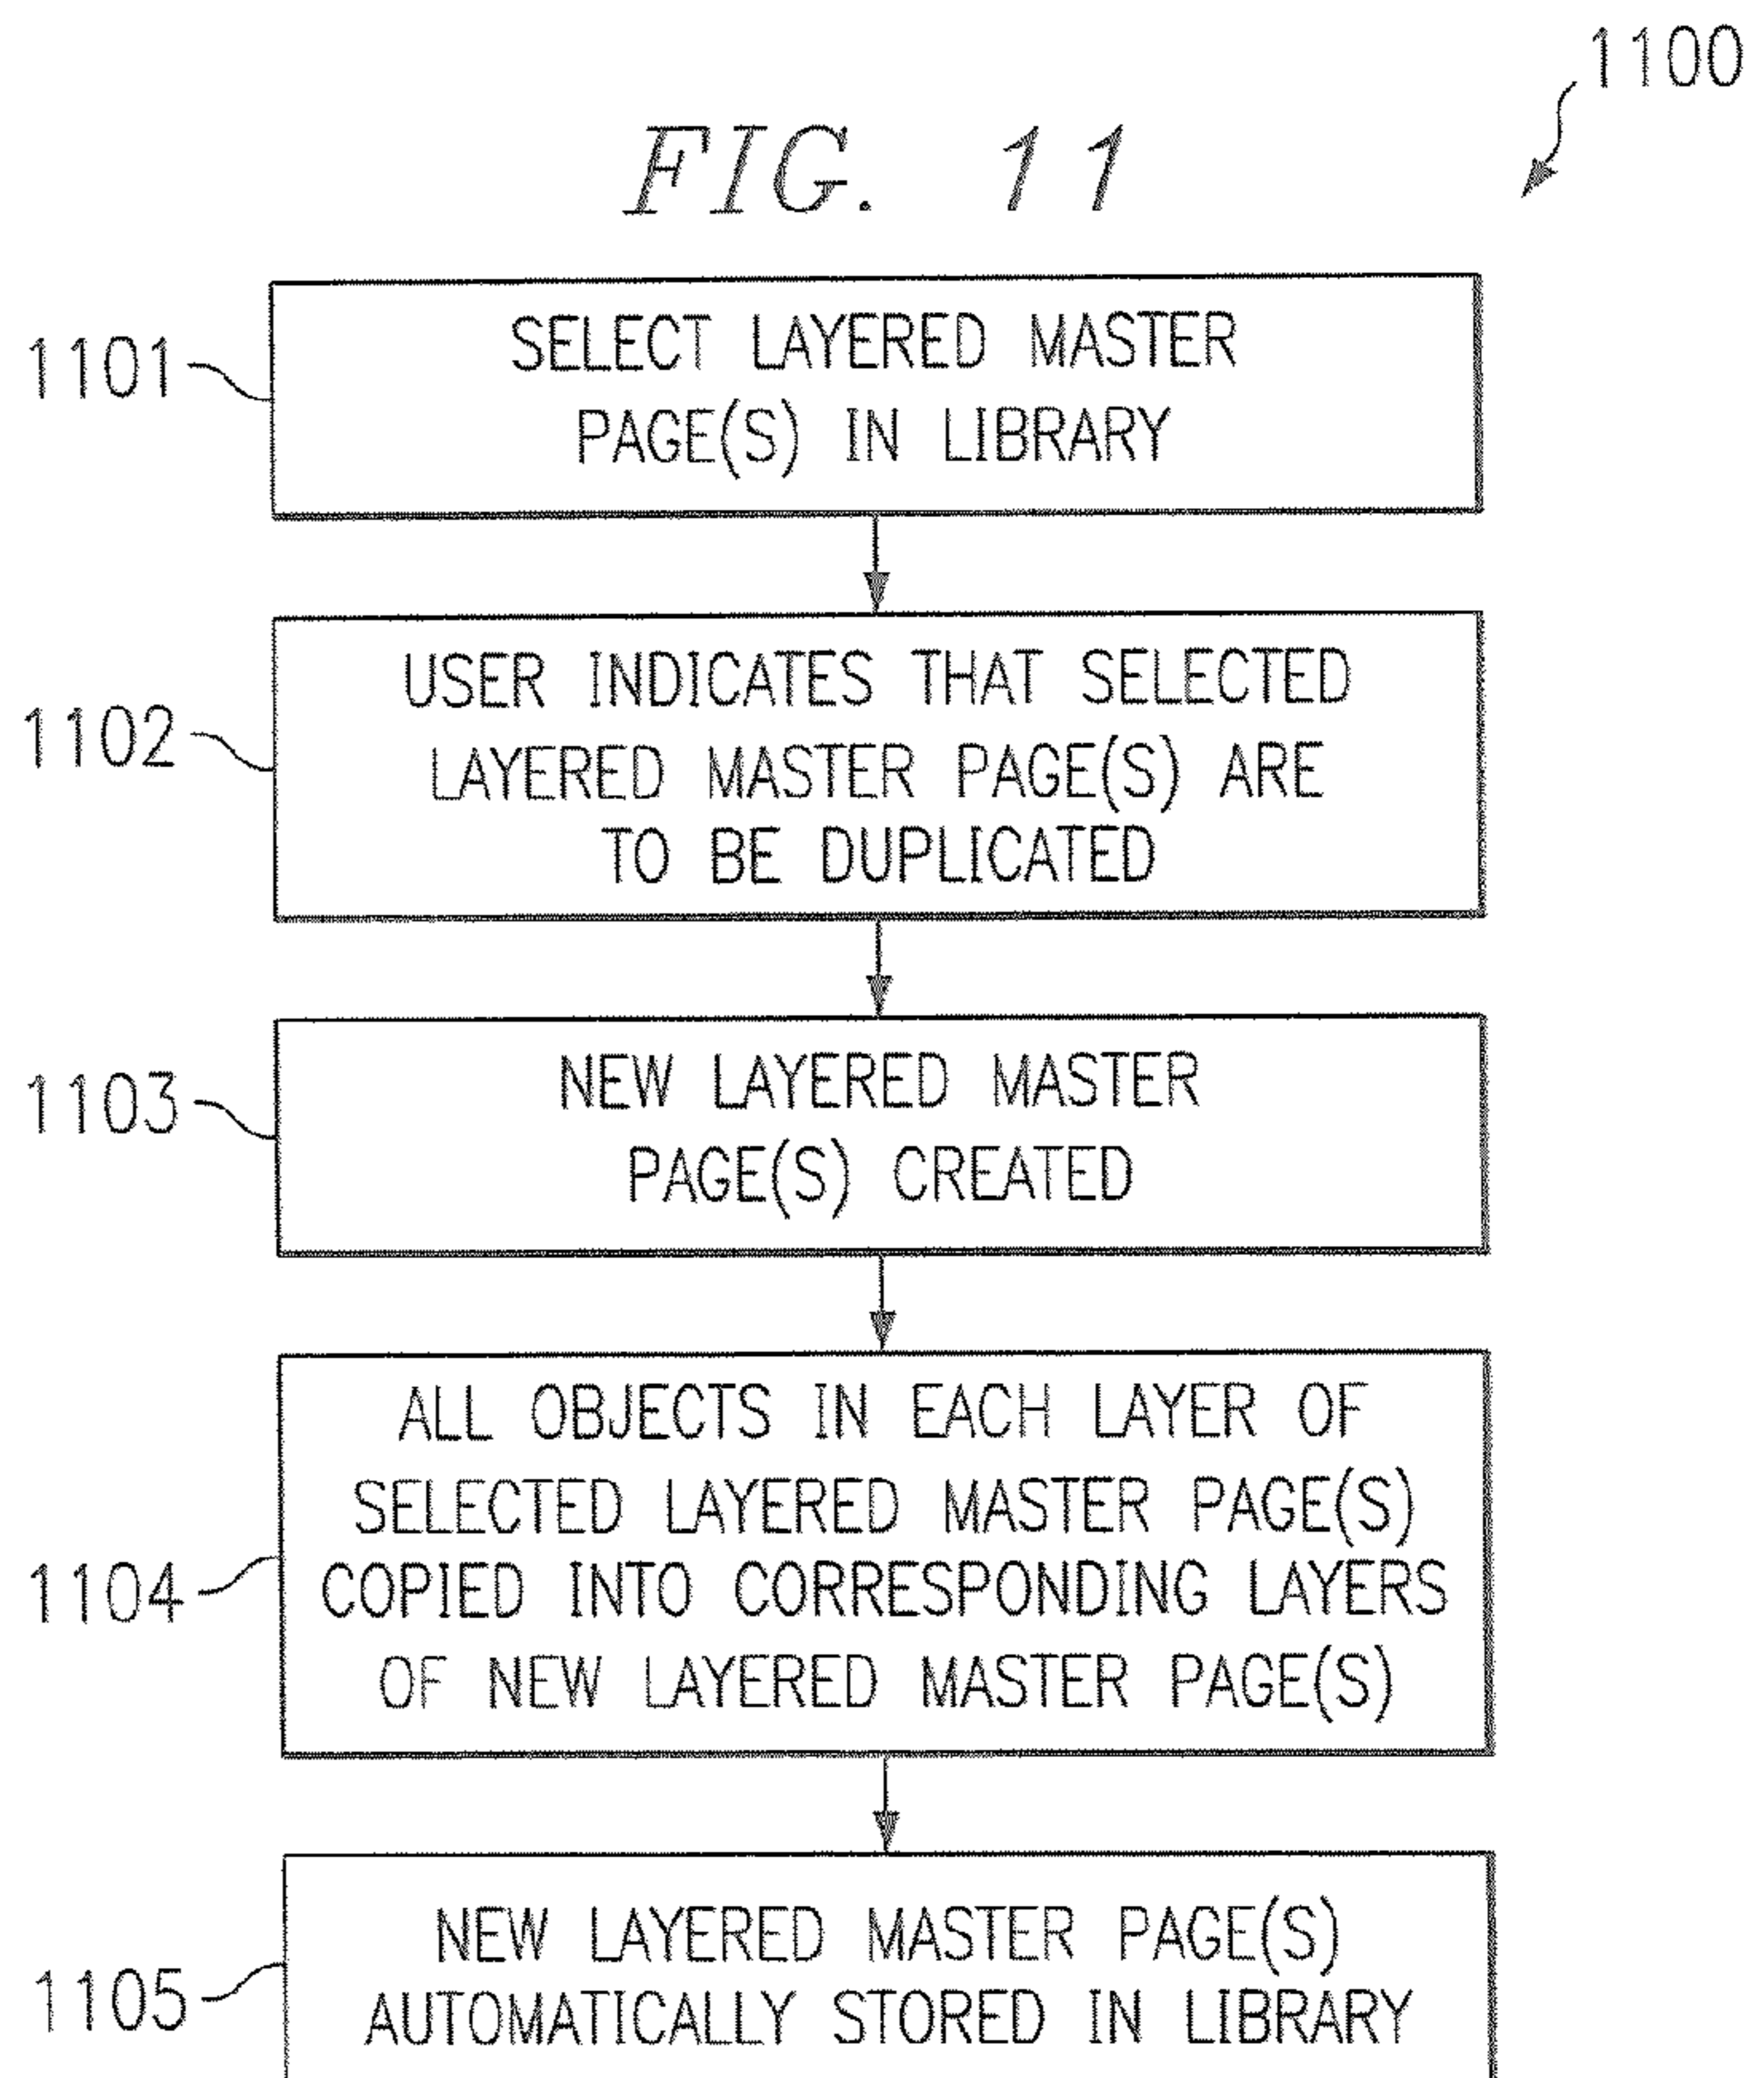 1100
FIG. 11
1101
SELECT LAYERED MASTER
PAGE(S) IN LIBRARY
1102
USER INDICATES THAT SELECTED
LAYERED MASTER PAGE(S) ARE
TO BE DUPLICATED
1103
NEW LAYERED MASTER
PAGE(S) CREATED
1104
ALL OBJECTS IN EACH LAYER OF
SELECTED LAYERED MASTER PAGE(S)
COPIED INTO CORRESPONDING LAYERS
OF NEW LAYERED MASTER PAGE(S)
1105
NEW LAYERED MASTER PAGE(S)
AUTOMATICALLY STORED IN LIBRARY